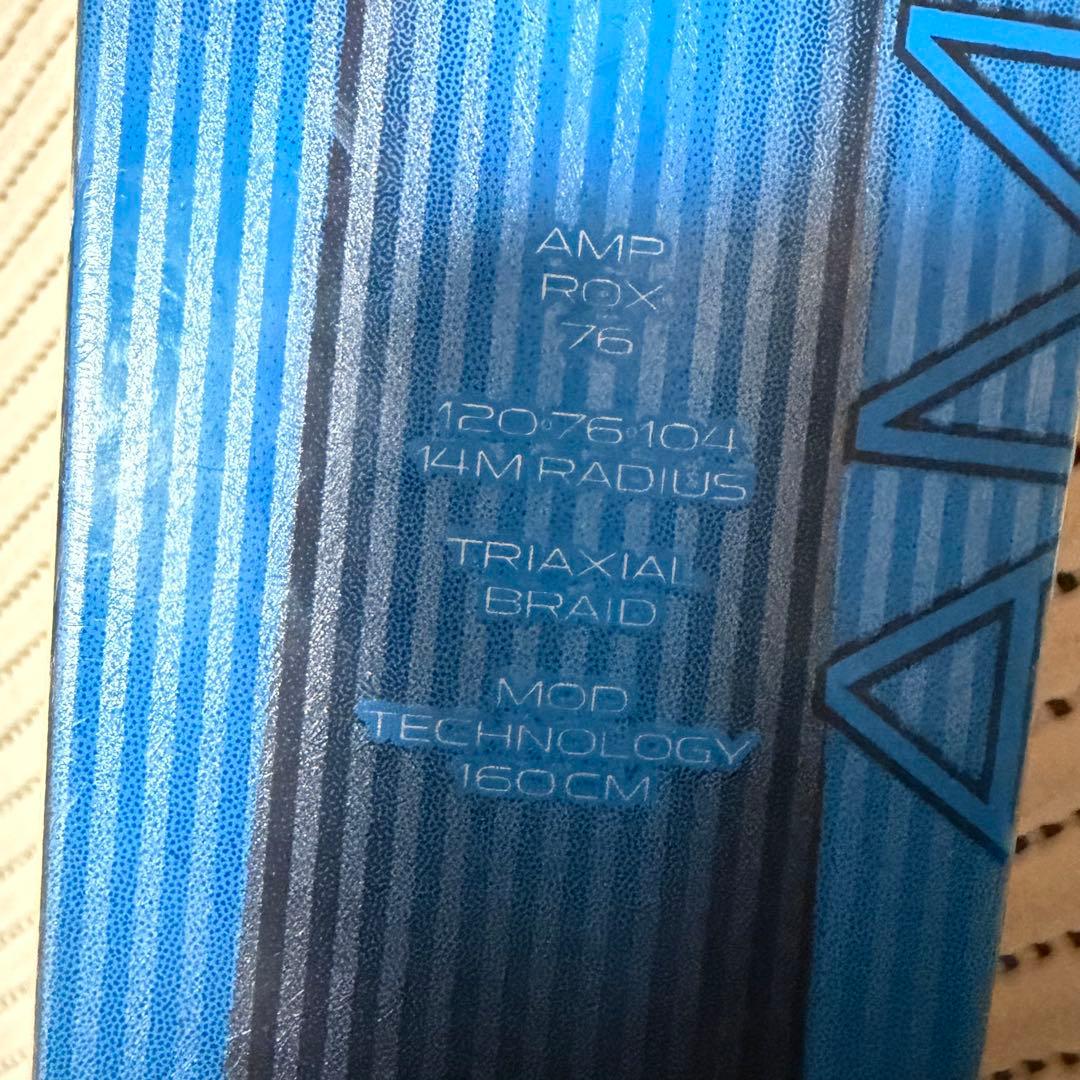 AMP
ROX
76
120•76•104
14M RADIUS
TRIAXIAL
BRAID
MOD
TECHNOLOGY
160CM